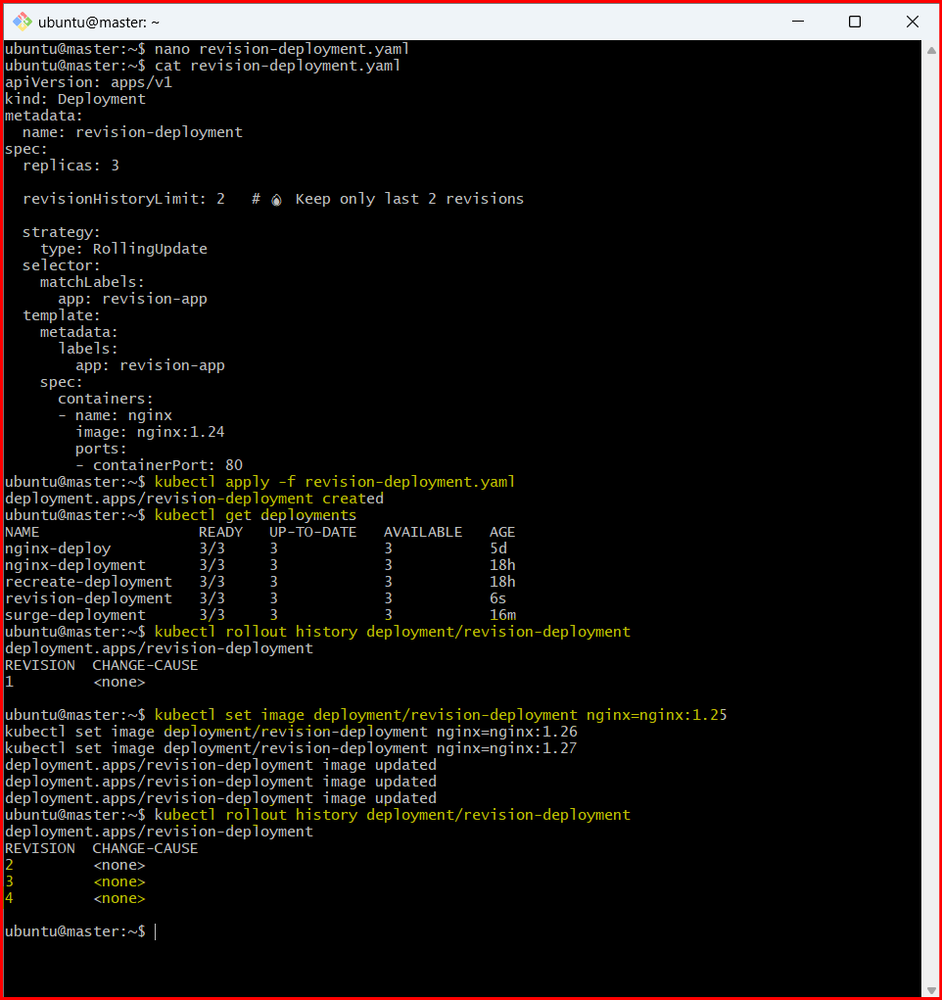 ubuntu@master: ~
ubuntu@master:~$ nano revision-deployment.yaml
ubuntu@master:~$ cat revision-deployment.yaml
apiVersion: apps/v1
kind: Deployment
metadata:
  name: revision-deployment
spec:
  replicas: 3

  revisionHistoryLimit: 2   # 🔥 Keep only last 2 revisions

  strategy:
    type: RollingUpdate
  selector:
    matchLabels:
      app: revision-app
  template:
    metadata:
      labels:
        app: revision-app
    spec:
      containers:
      - name: nginx
        image: nginx:1.24
        ports:
        - containerPort: 80
ubuntu@master:~$ kubectl apply -f revision-deployment.yaml
deployment.apps/revision-deployment created
ubuntu@master:~$ kubectl get deployments
NAME                  READY   UP-TO-DATE   AVAILABLE   AGE
nginx-deploy          3/3     3            3           5d
nginx-deployment      3/3     3            3           18h
recreate-deployment   3/3     3            3           18h
revision-deployment   3/3     3            3           6s
surge-deployment      3/3     3            3           16m
ubuntu@master:~$ kubectl rollout history deployment/revision-deployment
deployment.apps/revision-deployment
REVISION  CHANGE-CAUSE
1         <none>

ubuntu@master:~$ kubectl set image deployment/revision-deployment nginx=nginx:1.25
kubectl set image deployment/revision-deployment nginx=nginx:1.26
kubectl set image deployment/revision-deployment nginx=nginx:1.27
deployment.apps/revision-deployment image updated
deployment.apps/revision-deployment image updated
deployment.apps/revision-deployment image updated
ubuntu@master:~$ kubectl rollout history deployment/revision-deployment
deployment.apps/revision-deployment
REVISION  CHANGE-CAUSE
2         <none>
3         <none>
4         <none>

ubuntu@master:~$